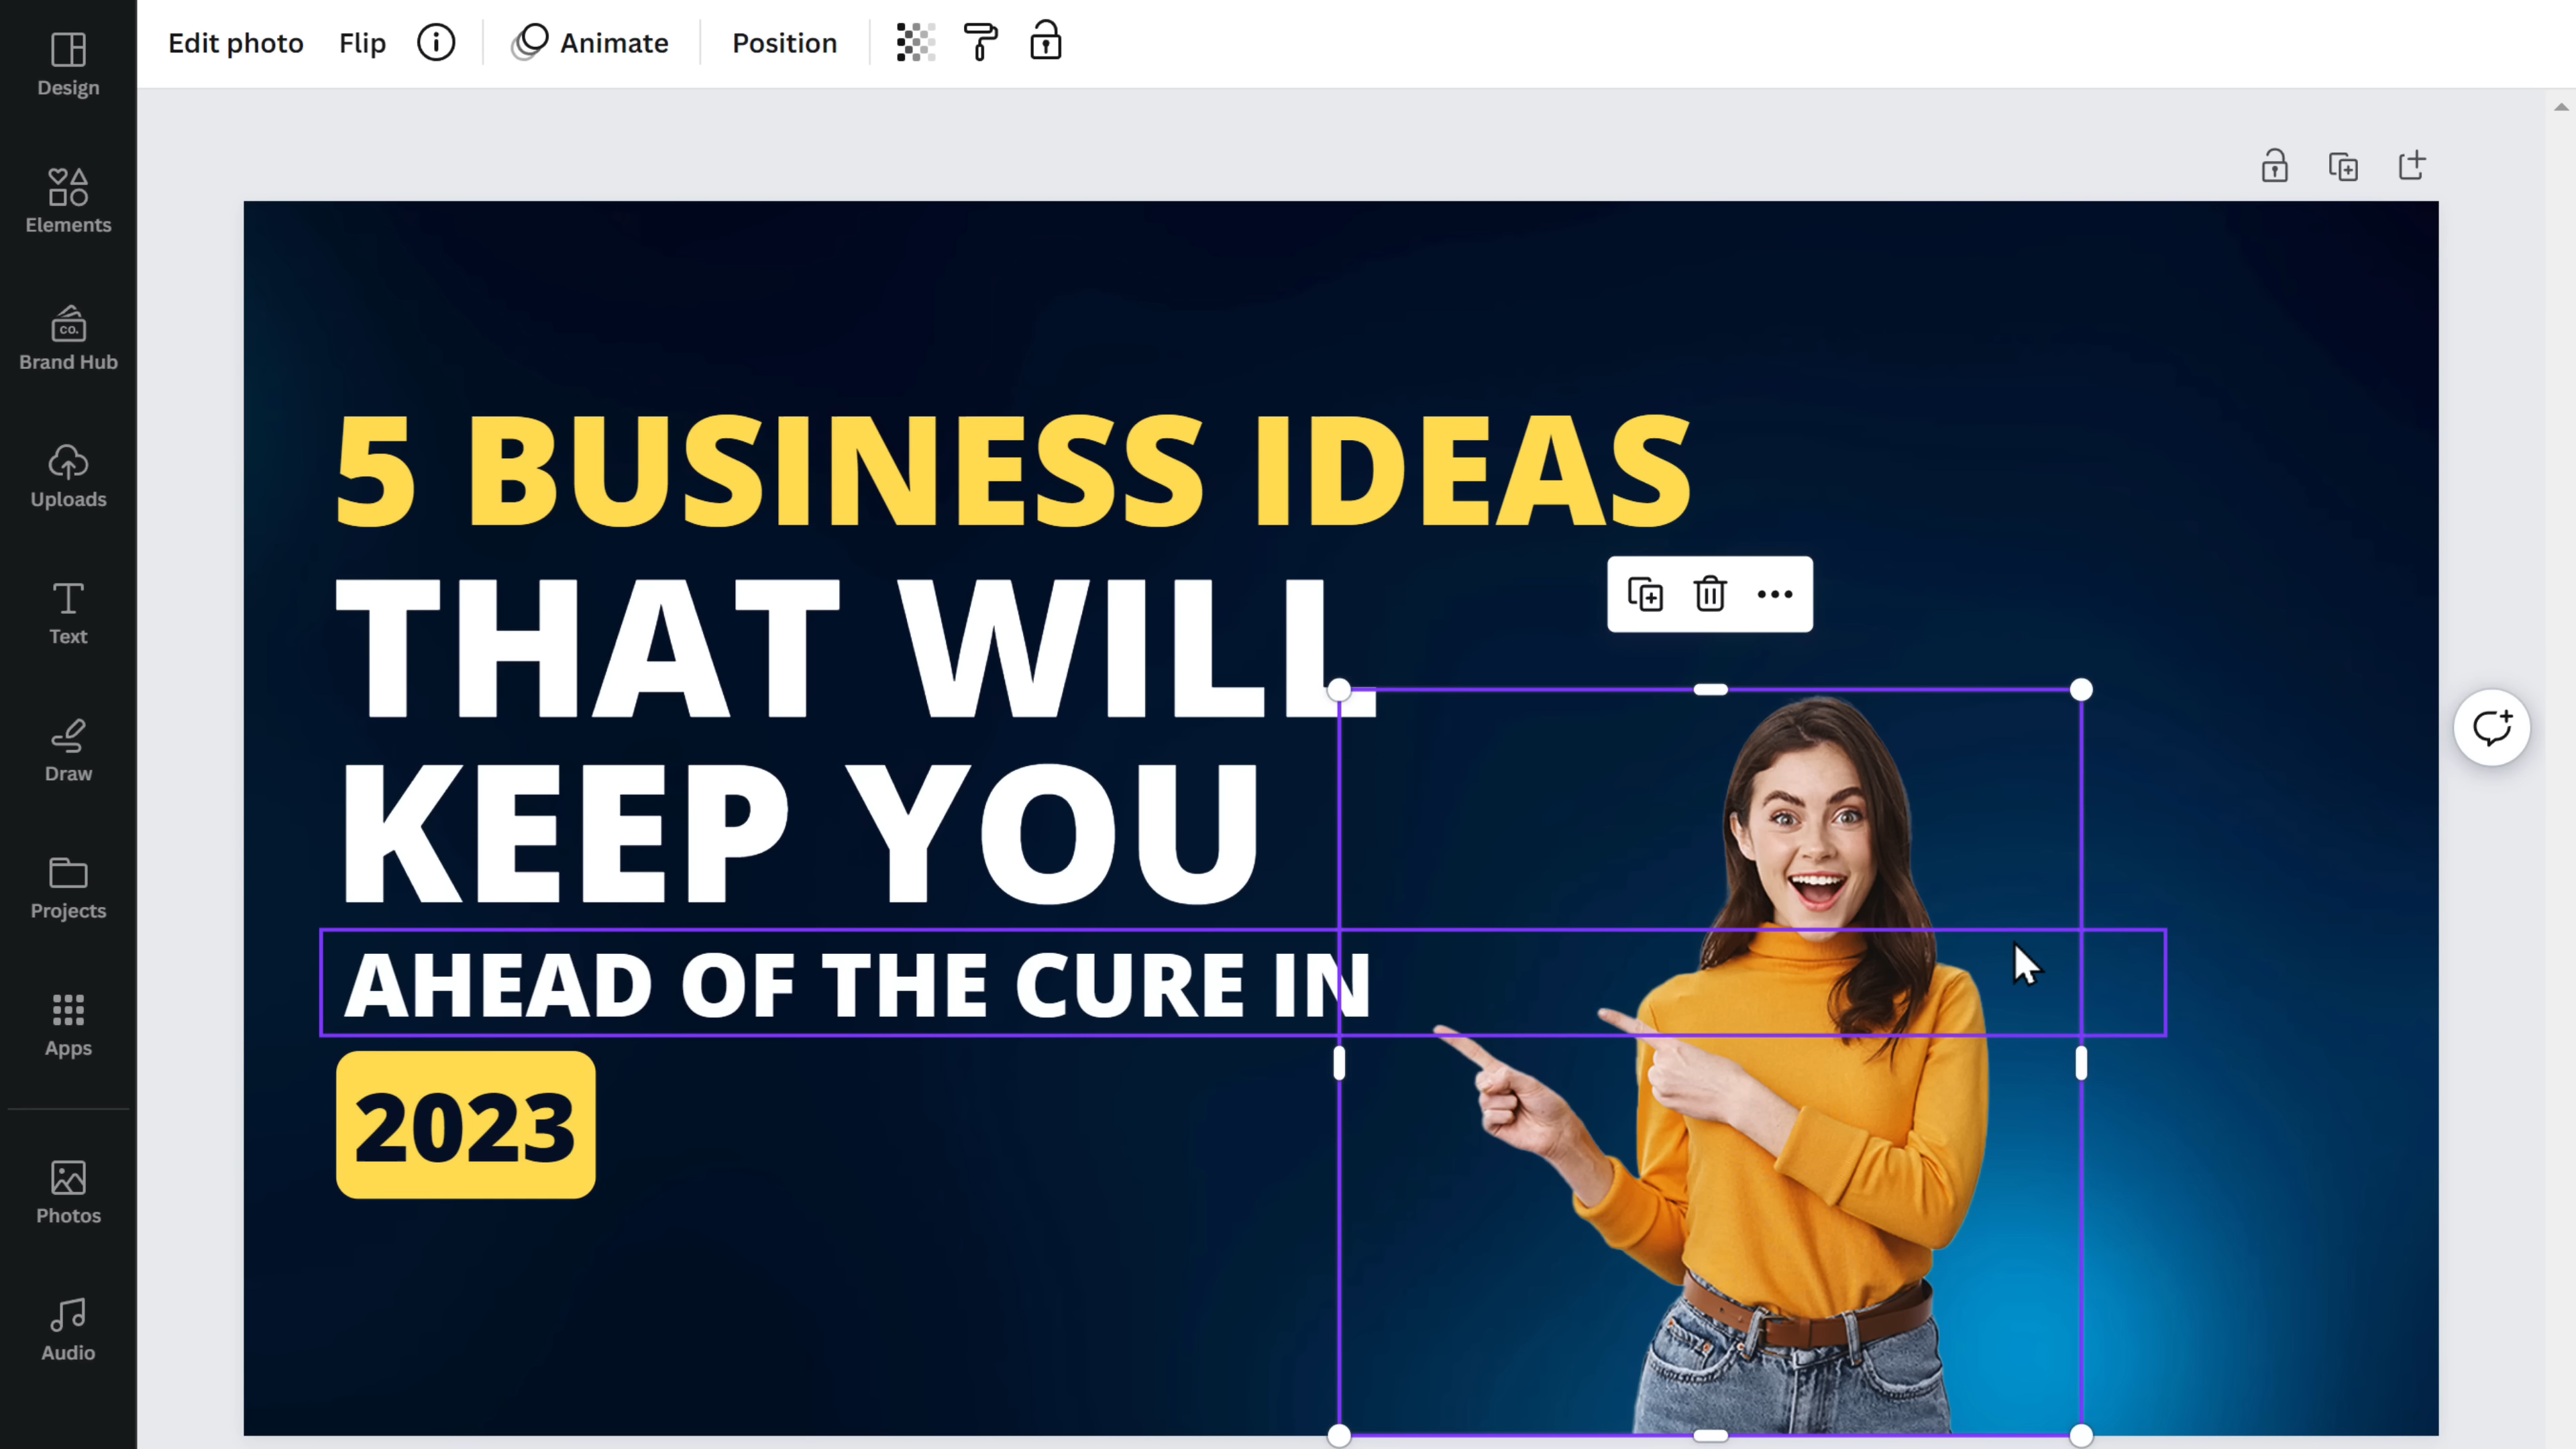 Edit photo Flip Animate Position
Design
Elements
CO.
Brand Hub
Uploads
Text
Draw
Projects
Apps
Photos
Audio
5 BUSINESS IDEAS
THAT WILL
KEEP YOU
AHEAD OF THE CURE IN
2023